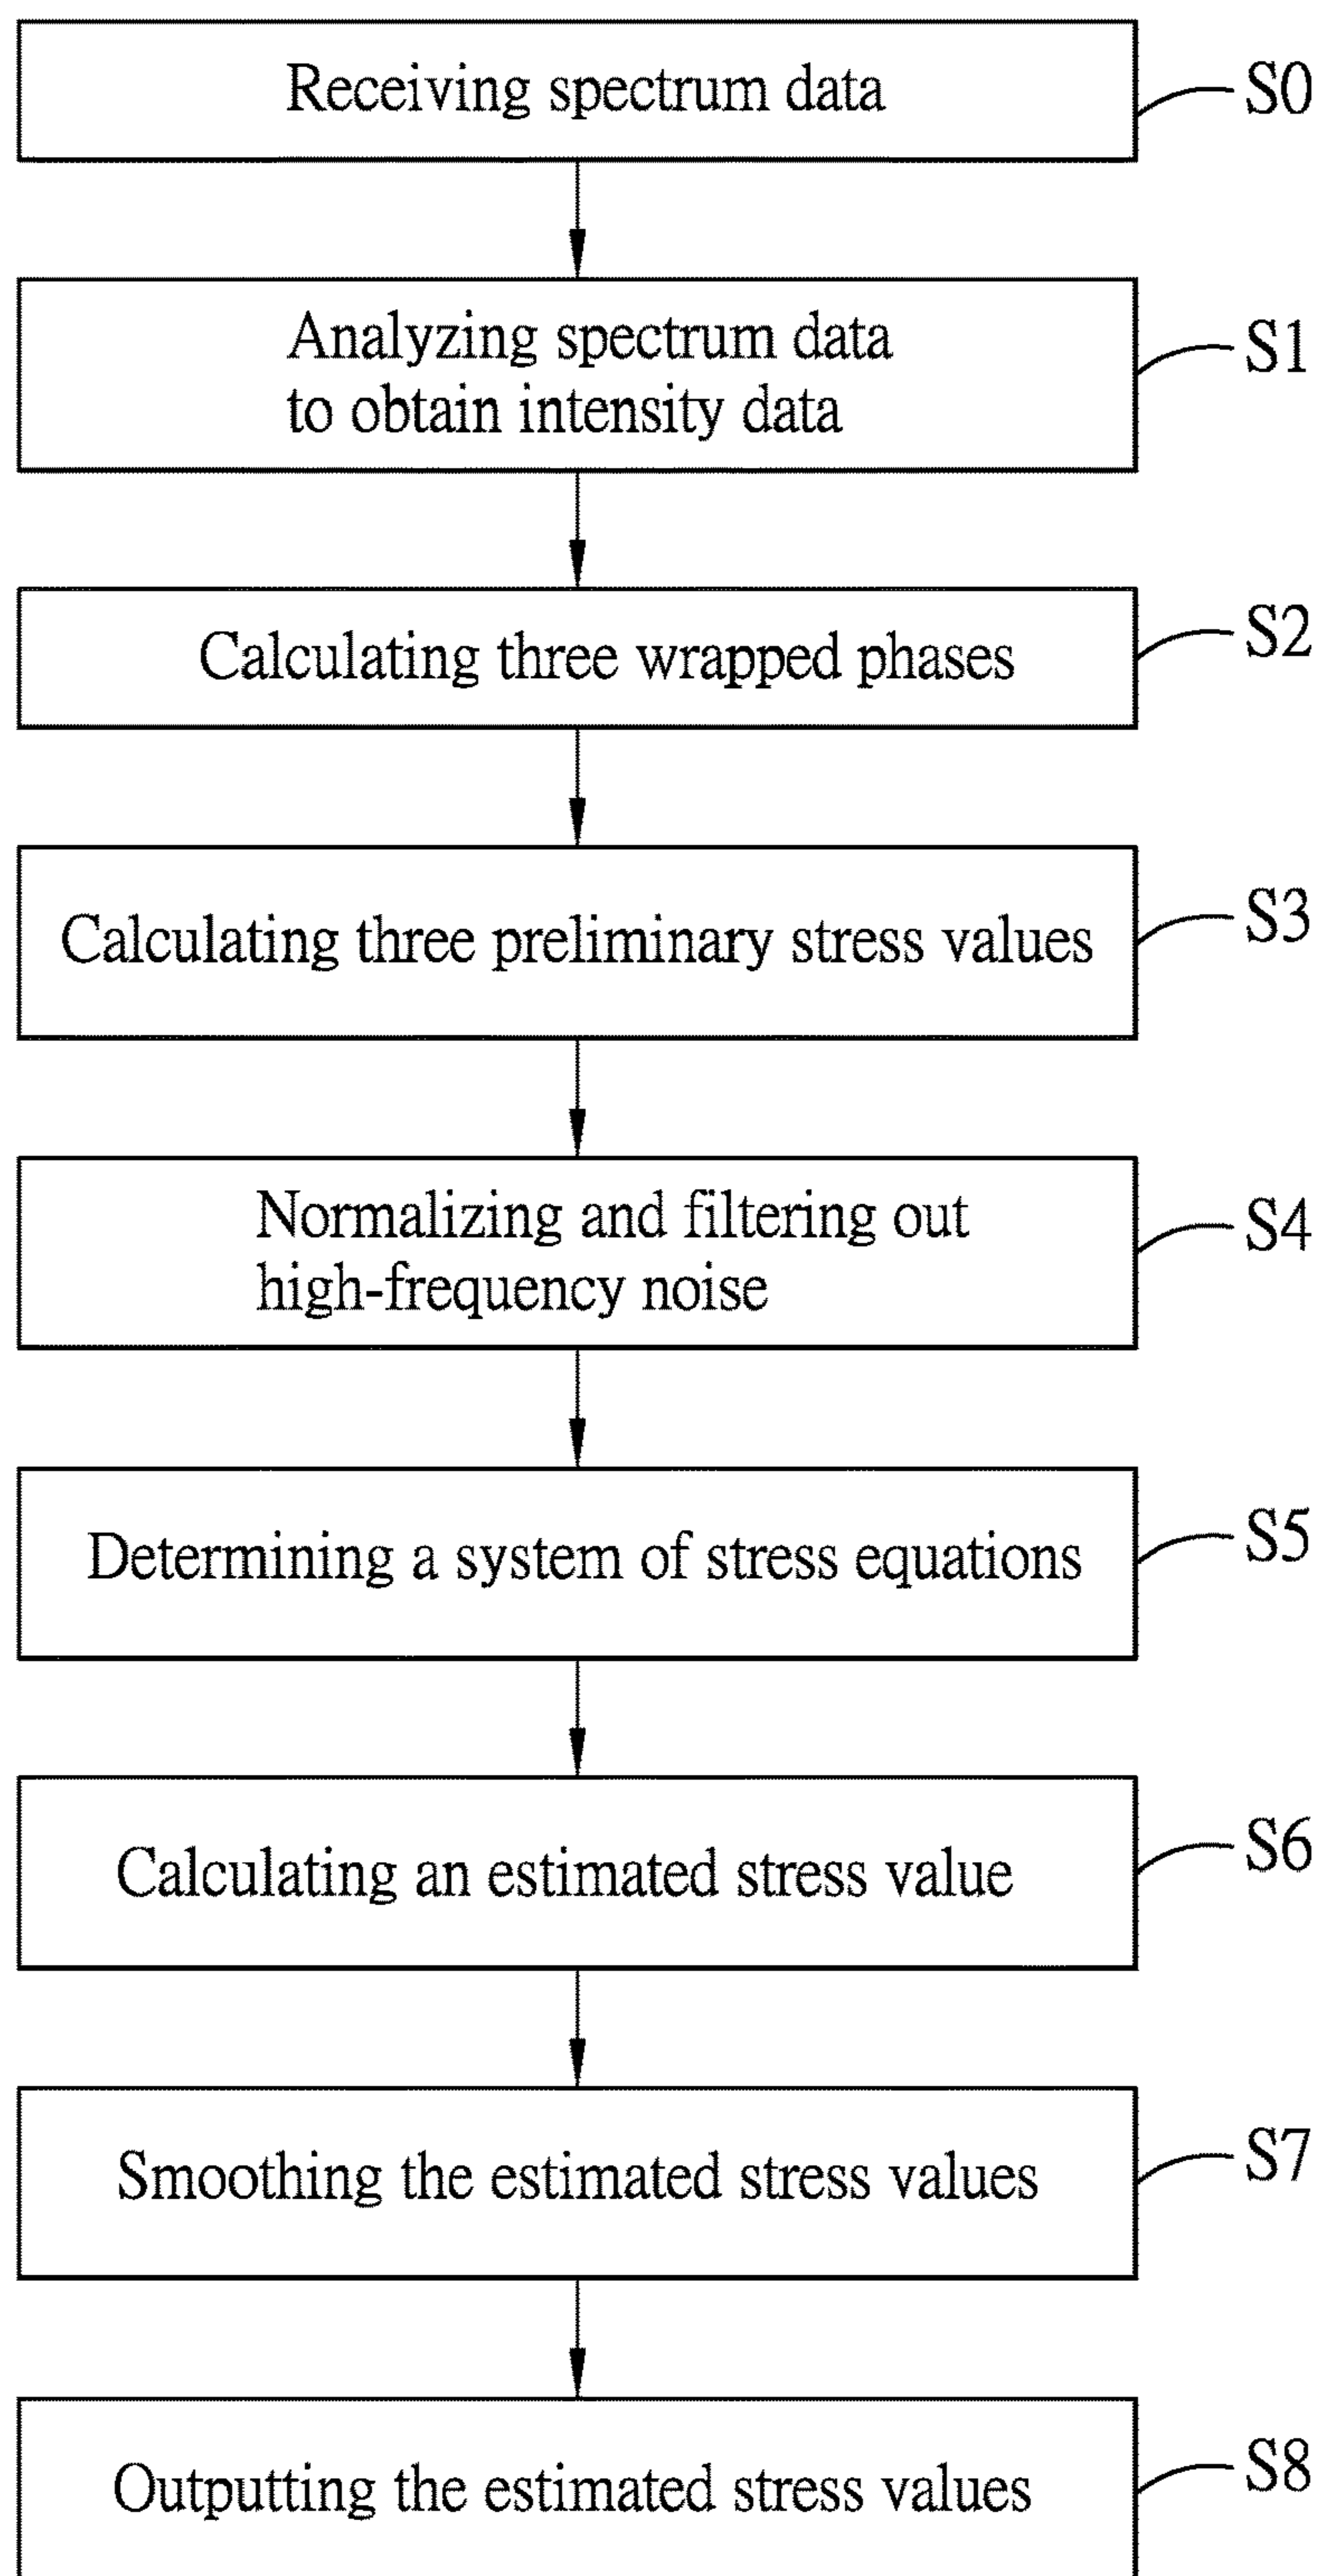 Receiving spectrum data
S0
Analyzing spectrum data
to obtain intensity data
S1
Calculating three wrapped phases
S2
Calculating three preliminary stress values
S3
Normalizing and filtering out
high-frequency noise
S4
Determining a system of stress equations
S5
Calculating an estimated stress value
S6
Smoothing the estimated stress values
S7
Outputting the estimated stress values
S8